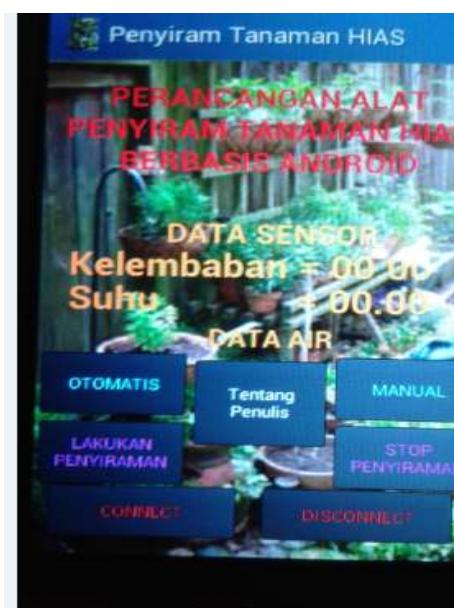 Penyiram Tanaman HIAS
PERANCANGAN ALAT
PENYIRAM TANAMAN HIAS
BERBASIS ANDROID
DATA SENSOR
Kelembaban = 00.00
Suhu = 00.00
DATA AIR
OTOMATIS
Tentang
Penulis
MANUAL
LAKUKAN
PENYIRAMAN
STOP
PENYIRAMA
CONNECT
DISCONNECT